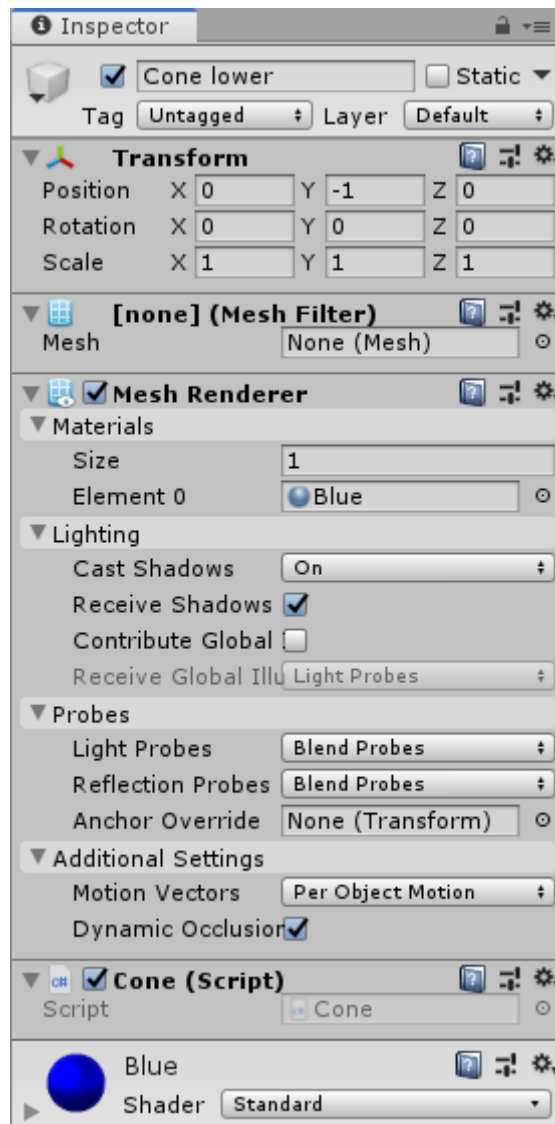 Inspector
Cone lower Static
Tag Untagged Layer Default
Transform
Position X 0 Y -1 Z 0
Rotation X 0 Y 0 Z 0
Scale X 1 Y 1 Z 1
[none] (Mesh Filter)
Mesh None (Mesh)
Mesh Renderer
Materials
Size 1
Element 0 Blue
Lighting
Cast Shadows On
Receive Shadows
Contribute Global
Receive Global Illu Light Probes
Probes
Light Probes Blend Probes
Reflection Probes Blend Probes
Anchor Override None (Transform)
Additional Settings
Motion Vectors Per Object Motion
Dynamic Occlusion
C# Cone (Script)
Script Cone
Blue
Shader Standard